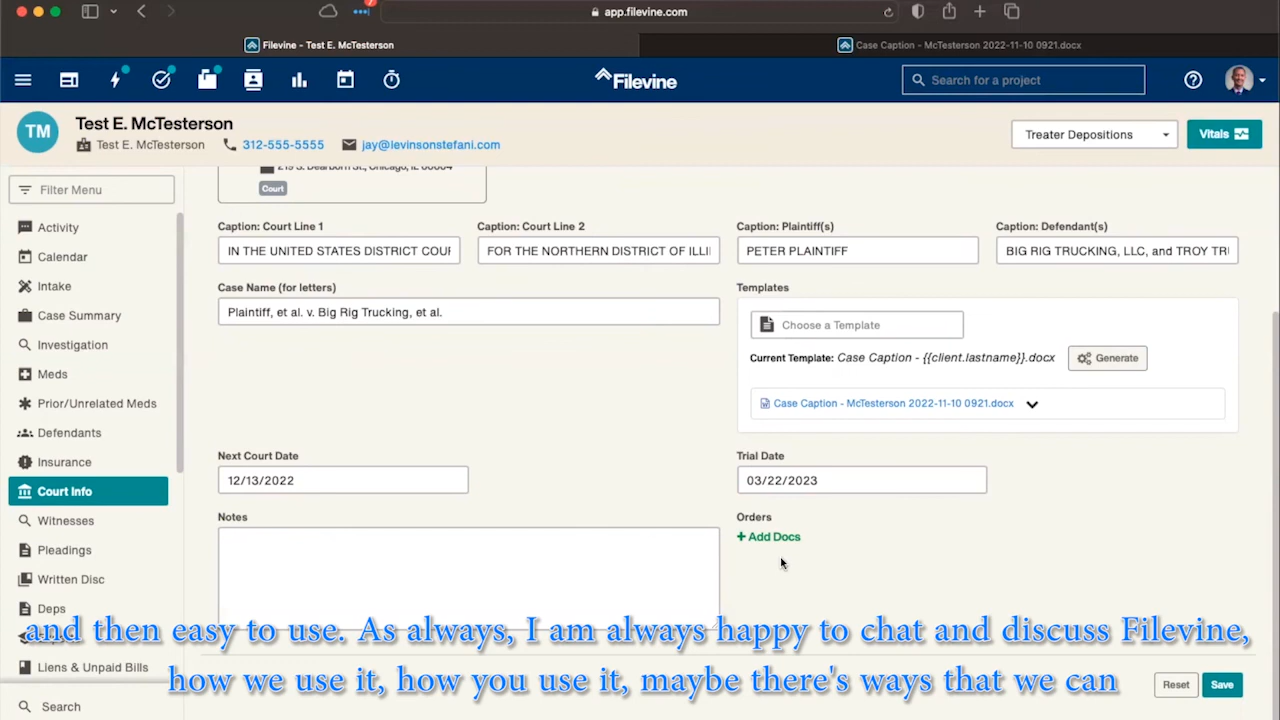 app.filevine.com
Filevine - Test E. McTesterson
Case Caption - McTesterson 2022-11-10 0921.docx
Filevine
Search for a project
TM
Test E. McTesterson
Test E. McTesterson
312-555-5555
jay@levinsonstefani.com
Treater Depositions
Vitals
Filter Menu
219 S. Dearborn St., Chicago, IL 60604
Court
Activity
Calendar
Intake
Case Summary
Investigation
Meds
Prior/Unrelated Meds
Defendants
Insurance
Court Info
Witnesses
Pleadings
Written Disc
Deps
Liens & Unpaid Bills
Search
Caption: Court Line 1
Caption: Court Line 2
Caption: Plaintiff(s)
Caption: Defendant(s)
IN THE UNITED STATES DISTRICT COUR
FOR THE NORTHERN DISTRICT OF ILLI
PETER PLAINTIFF
BIG RIG TRUCKING, LLC, and TROY TR
Case Name (for letters)
Plaintiff, et al. v. Big Rig Trucking, et al.
Templates
Choose a Template
Current Template: Case Caption - {{client.lastname}}.docx
Generate
Case Caption - McTesterson 2022-11-10 0921.docx
Next Court Date
12/13/2022
Trial Date
03/22/2023
Notes
Orders
+ Add Docs
and then easy to use. As always, I am always happy to chat and discuss Filevine,
how we use it, how you use it, maybe there's ways that we can
Reset
Save